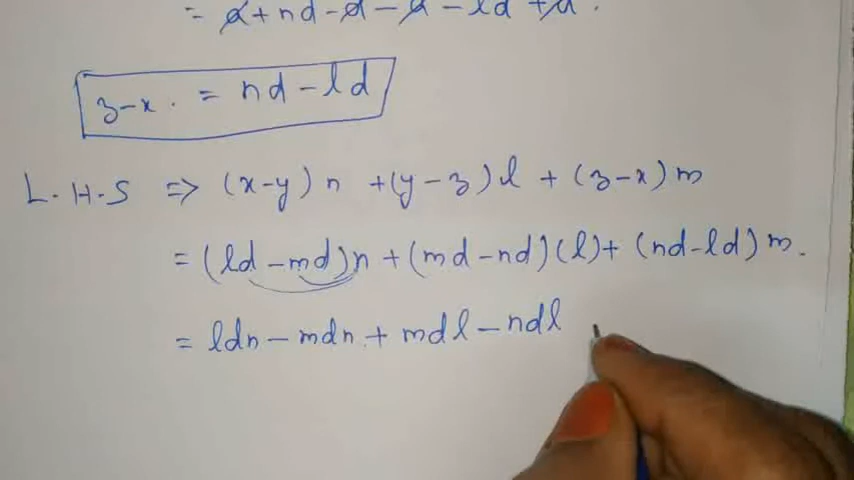 = a + nd - a - a - ld + a .
z-x . = nd - ld
L.H.S => (x-y) n + (y-z) l + (z-x) m
= (ld - md) n + (md - nd) (l) + (nd - ld) m .
= ldn - mdn + mdl - ndl